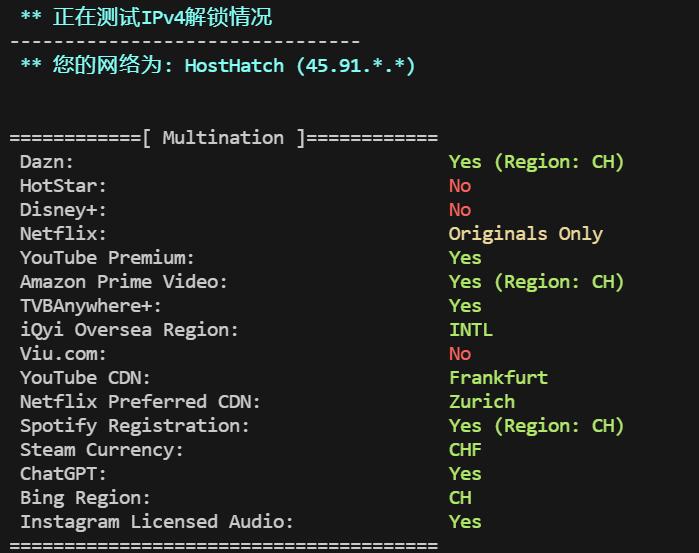 ** 正在测试IPv4解锁情况
--------------------------------
** 您的网络为: HostHatch (45.91.*.*)
============[ Multination ]============
Dazn: Yes (Region: CH)
HotStar: No
Disney+: No
Netflix: Originals Only
YouTube Premium: Yes
Amazon Prime Video: Yes (Region: CH)
TVBAnywhere+: Yes
iQyi Oversea Region: INTL
Viu.com: No
YouTube CDN: Frankfurt
Netflix Preferred CDN: Zurich
Spotify Registration: Yes (Region: CH)
Steam Currency: CHF
ChatGPT: Yes
Bing Region: CH
Instagram Licensed Audio: Yes
=======================================